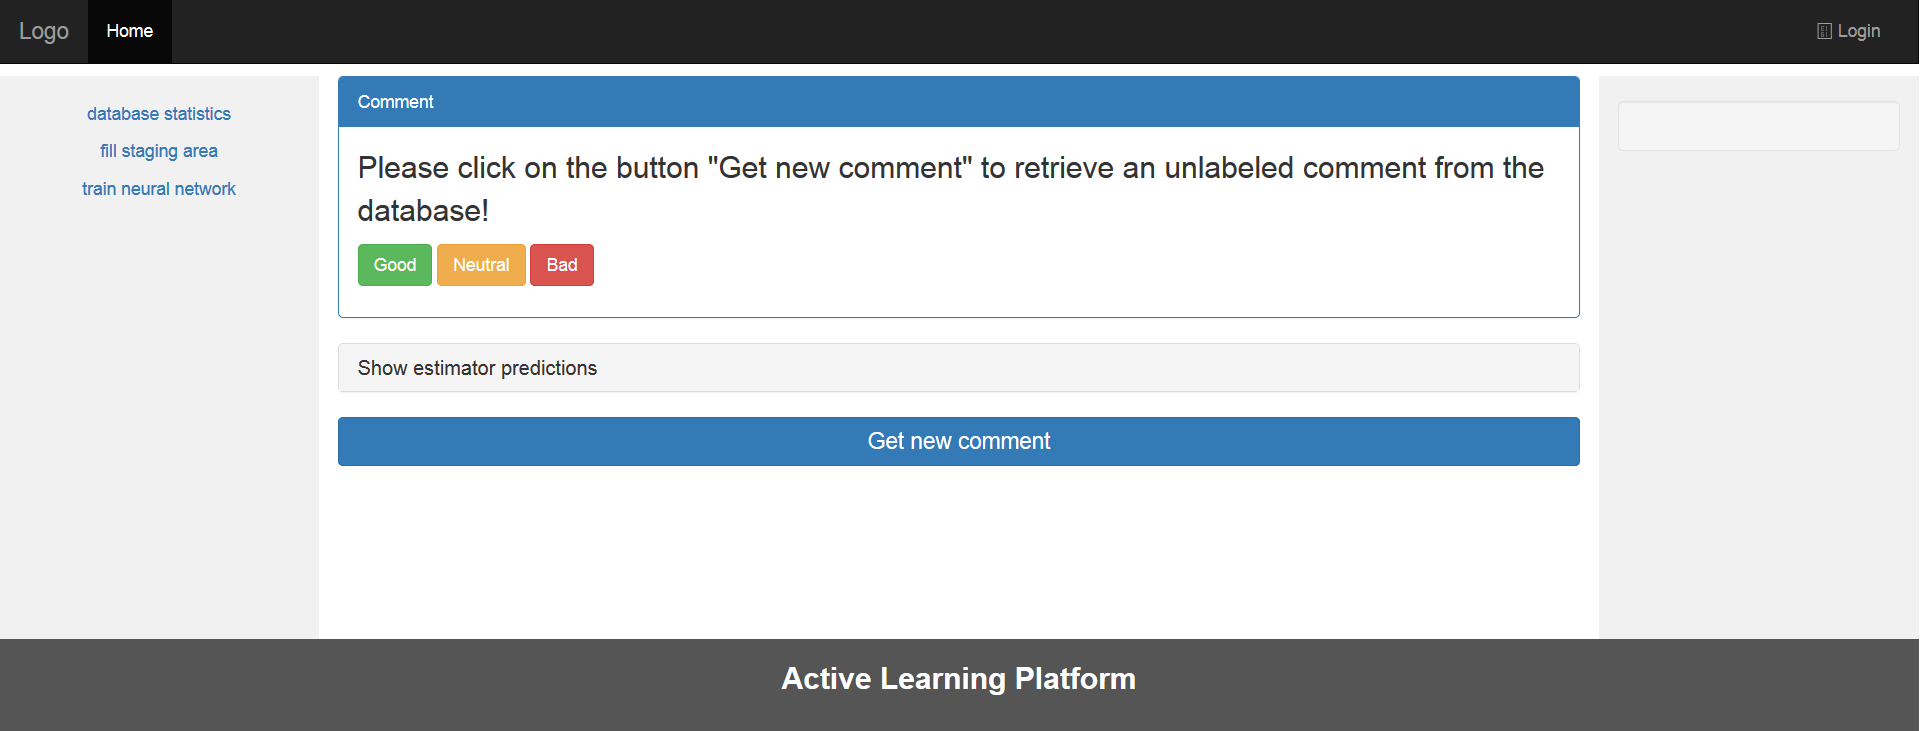 Logo
Home
Login
database statistics
fill staging area
train neural network
Comment
Please click on the button "Get new comment" to retrieve an unlabeled comment from the
database!
Good
Neutral
Bad
Show estimator predictions
Get new comment
Active Learning Platform